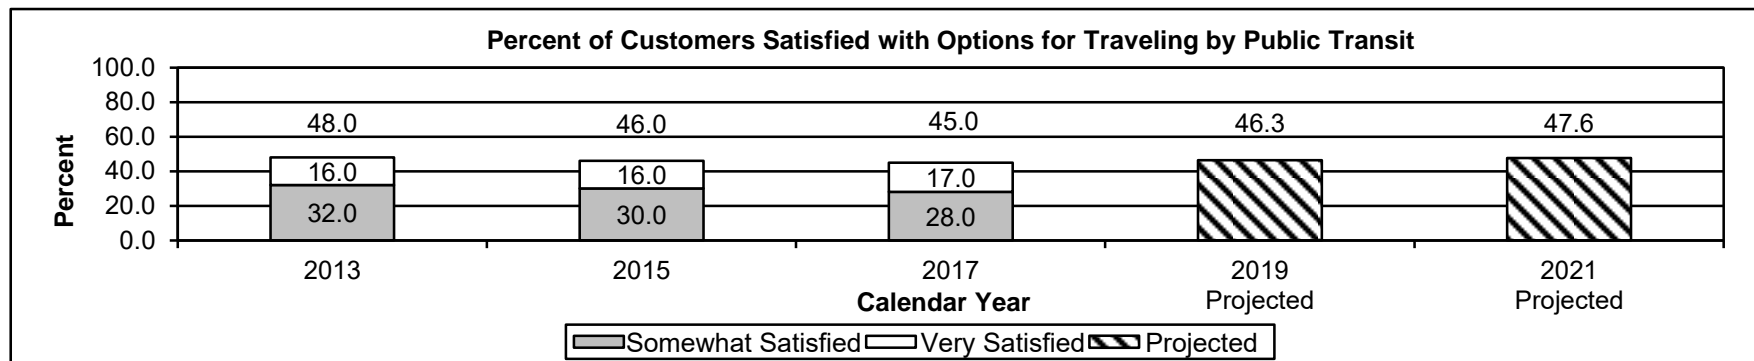 Percent of Customers Satisfied with Options for Traveling by Public Transit
100.0
80.0
60.0
40.0
20.0
0.0
Percent
48.0 46.0 45.0 46.3 47.6
16.0 16.0 17.0
32.0 30.0 28.0
2013 2015 2017 2019 2021
Calendar Year Projected Projected
Somewhat Satisfied Very Satisfied Projected